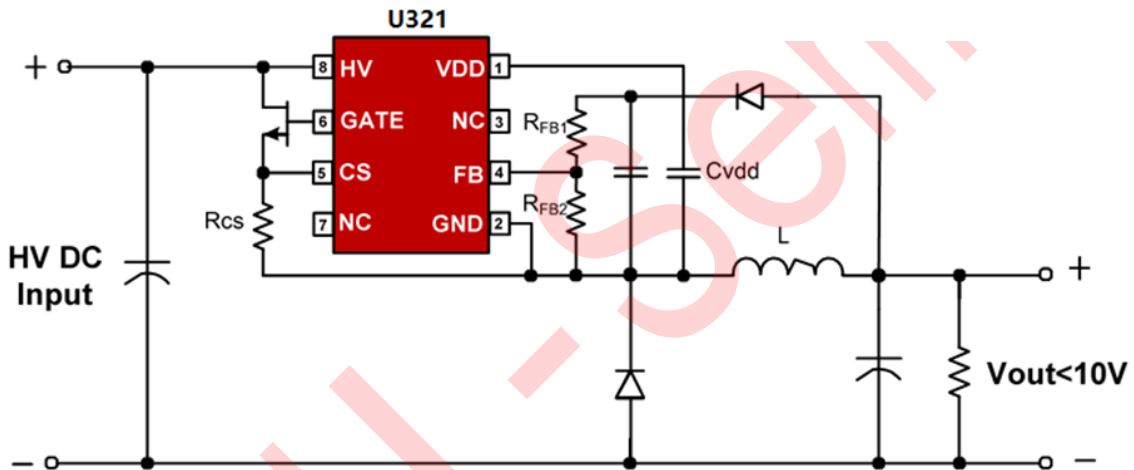 U321
+
8 HV VDD 1
6 GATE NC 3
RFB1
5 CS FB 4
Cvdd
Rcs
RFB2
7 NC GND 2
L
HV DC
Input
+
Vout<10V
−
−
-Sem